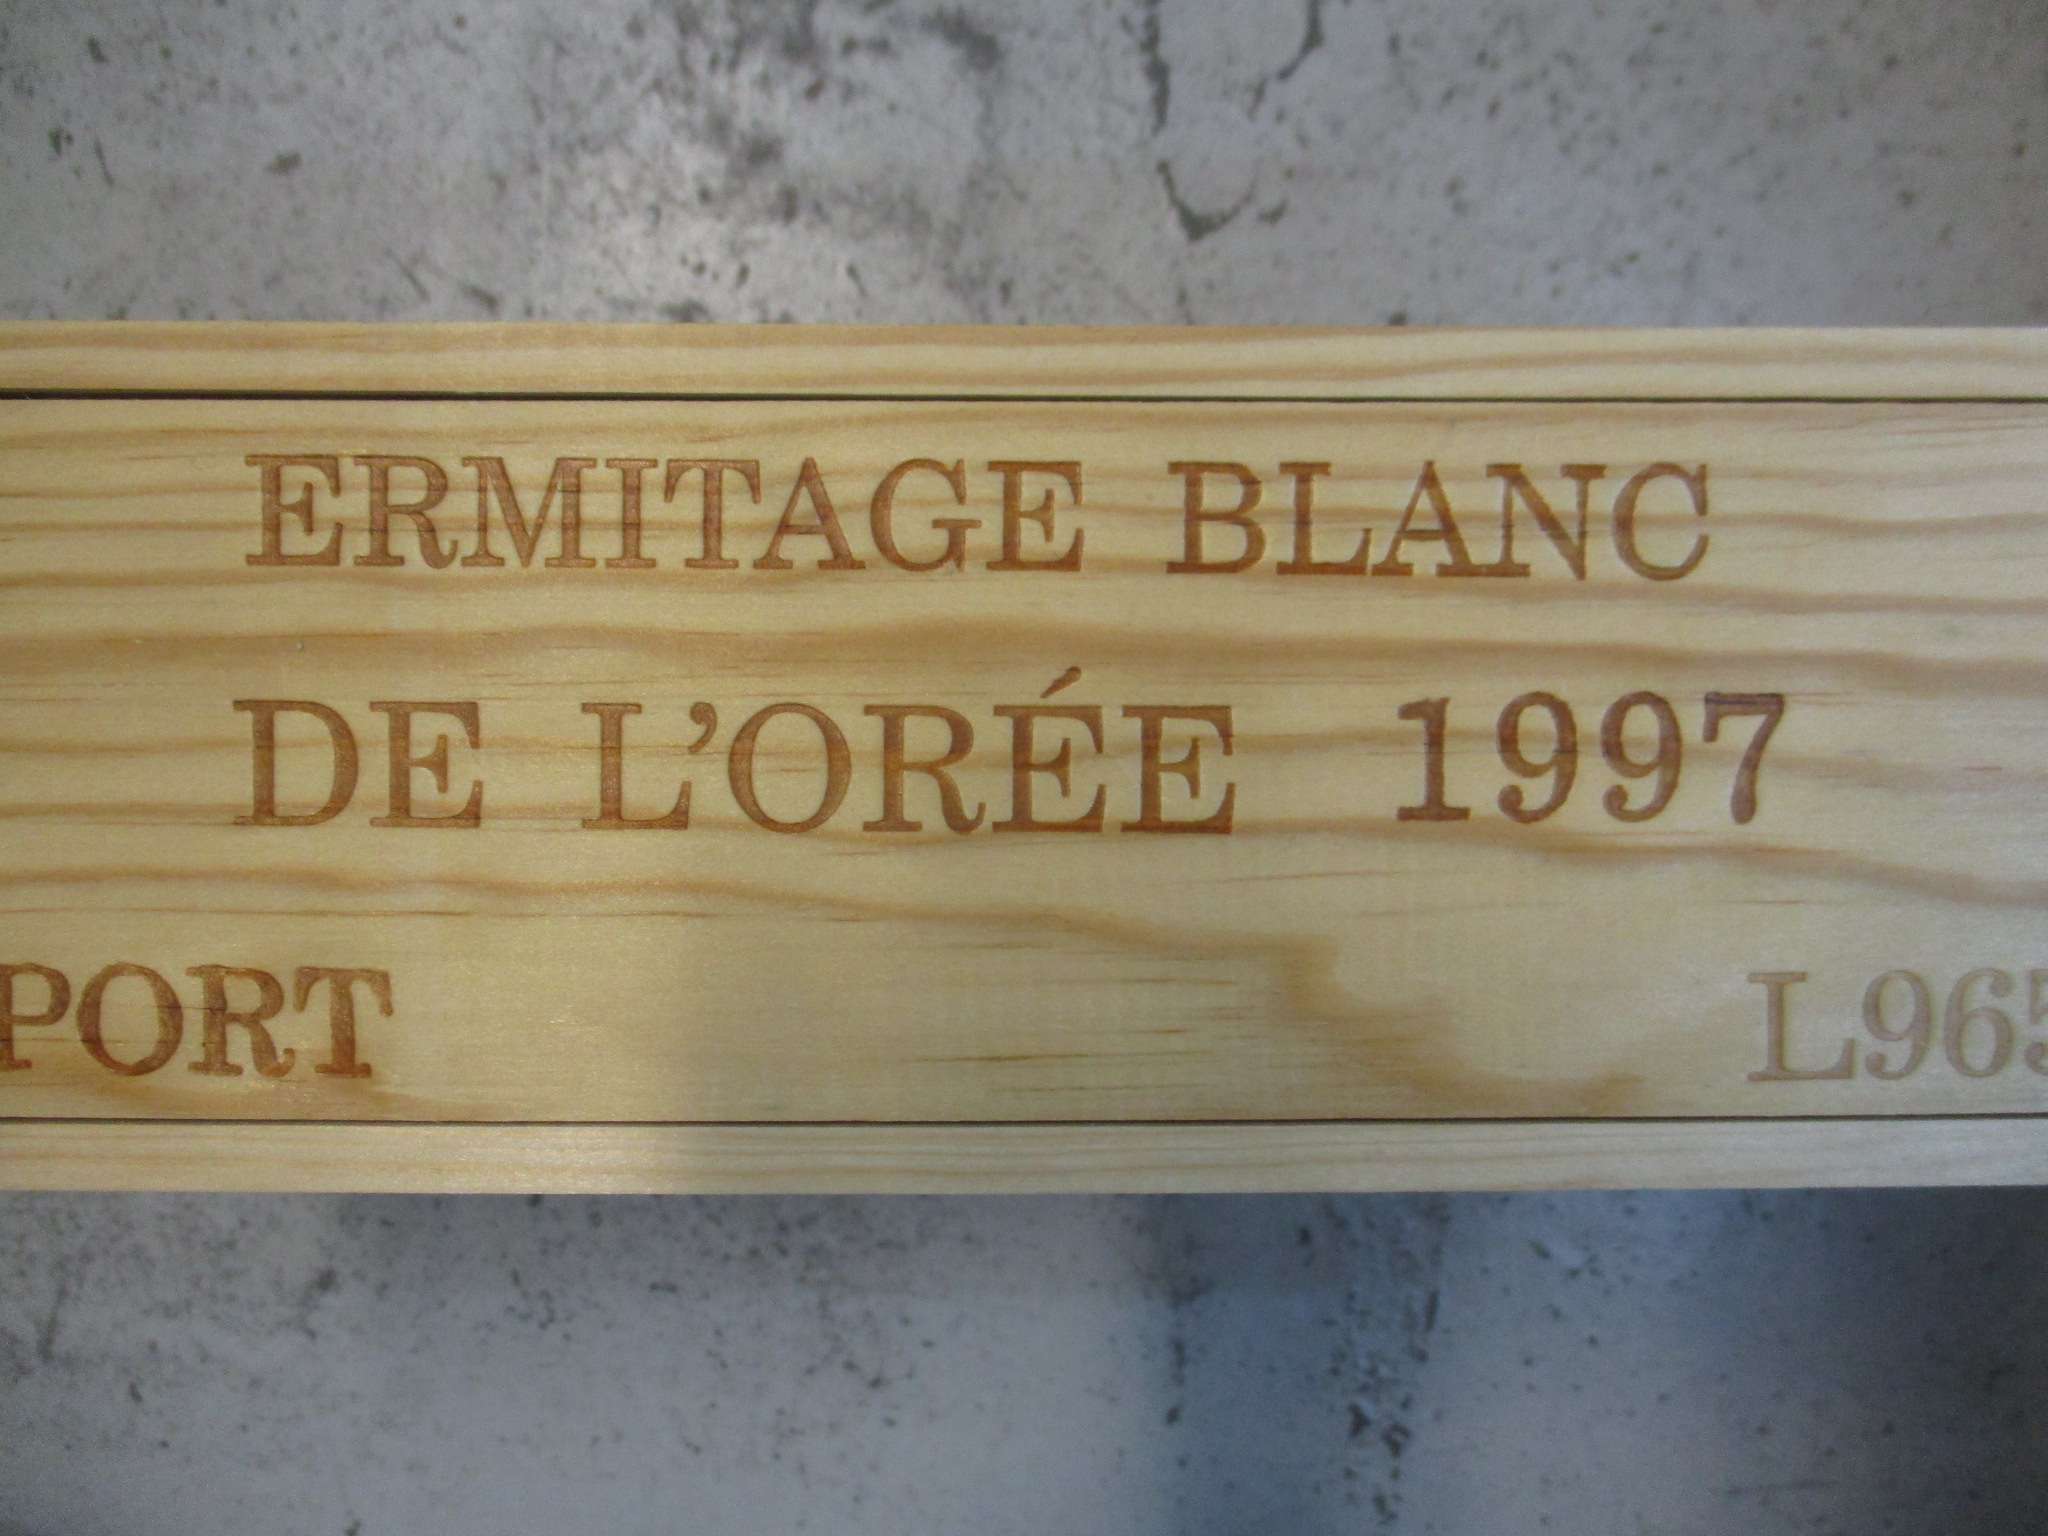 ERMITAGE BLANC
DE L'ORÉE 1997
PORT L965